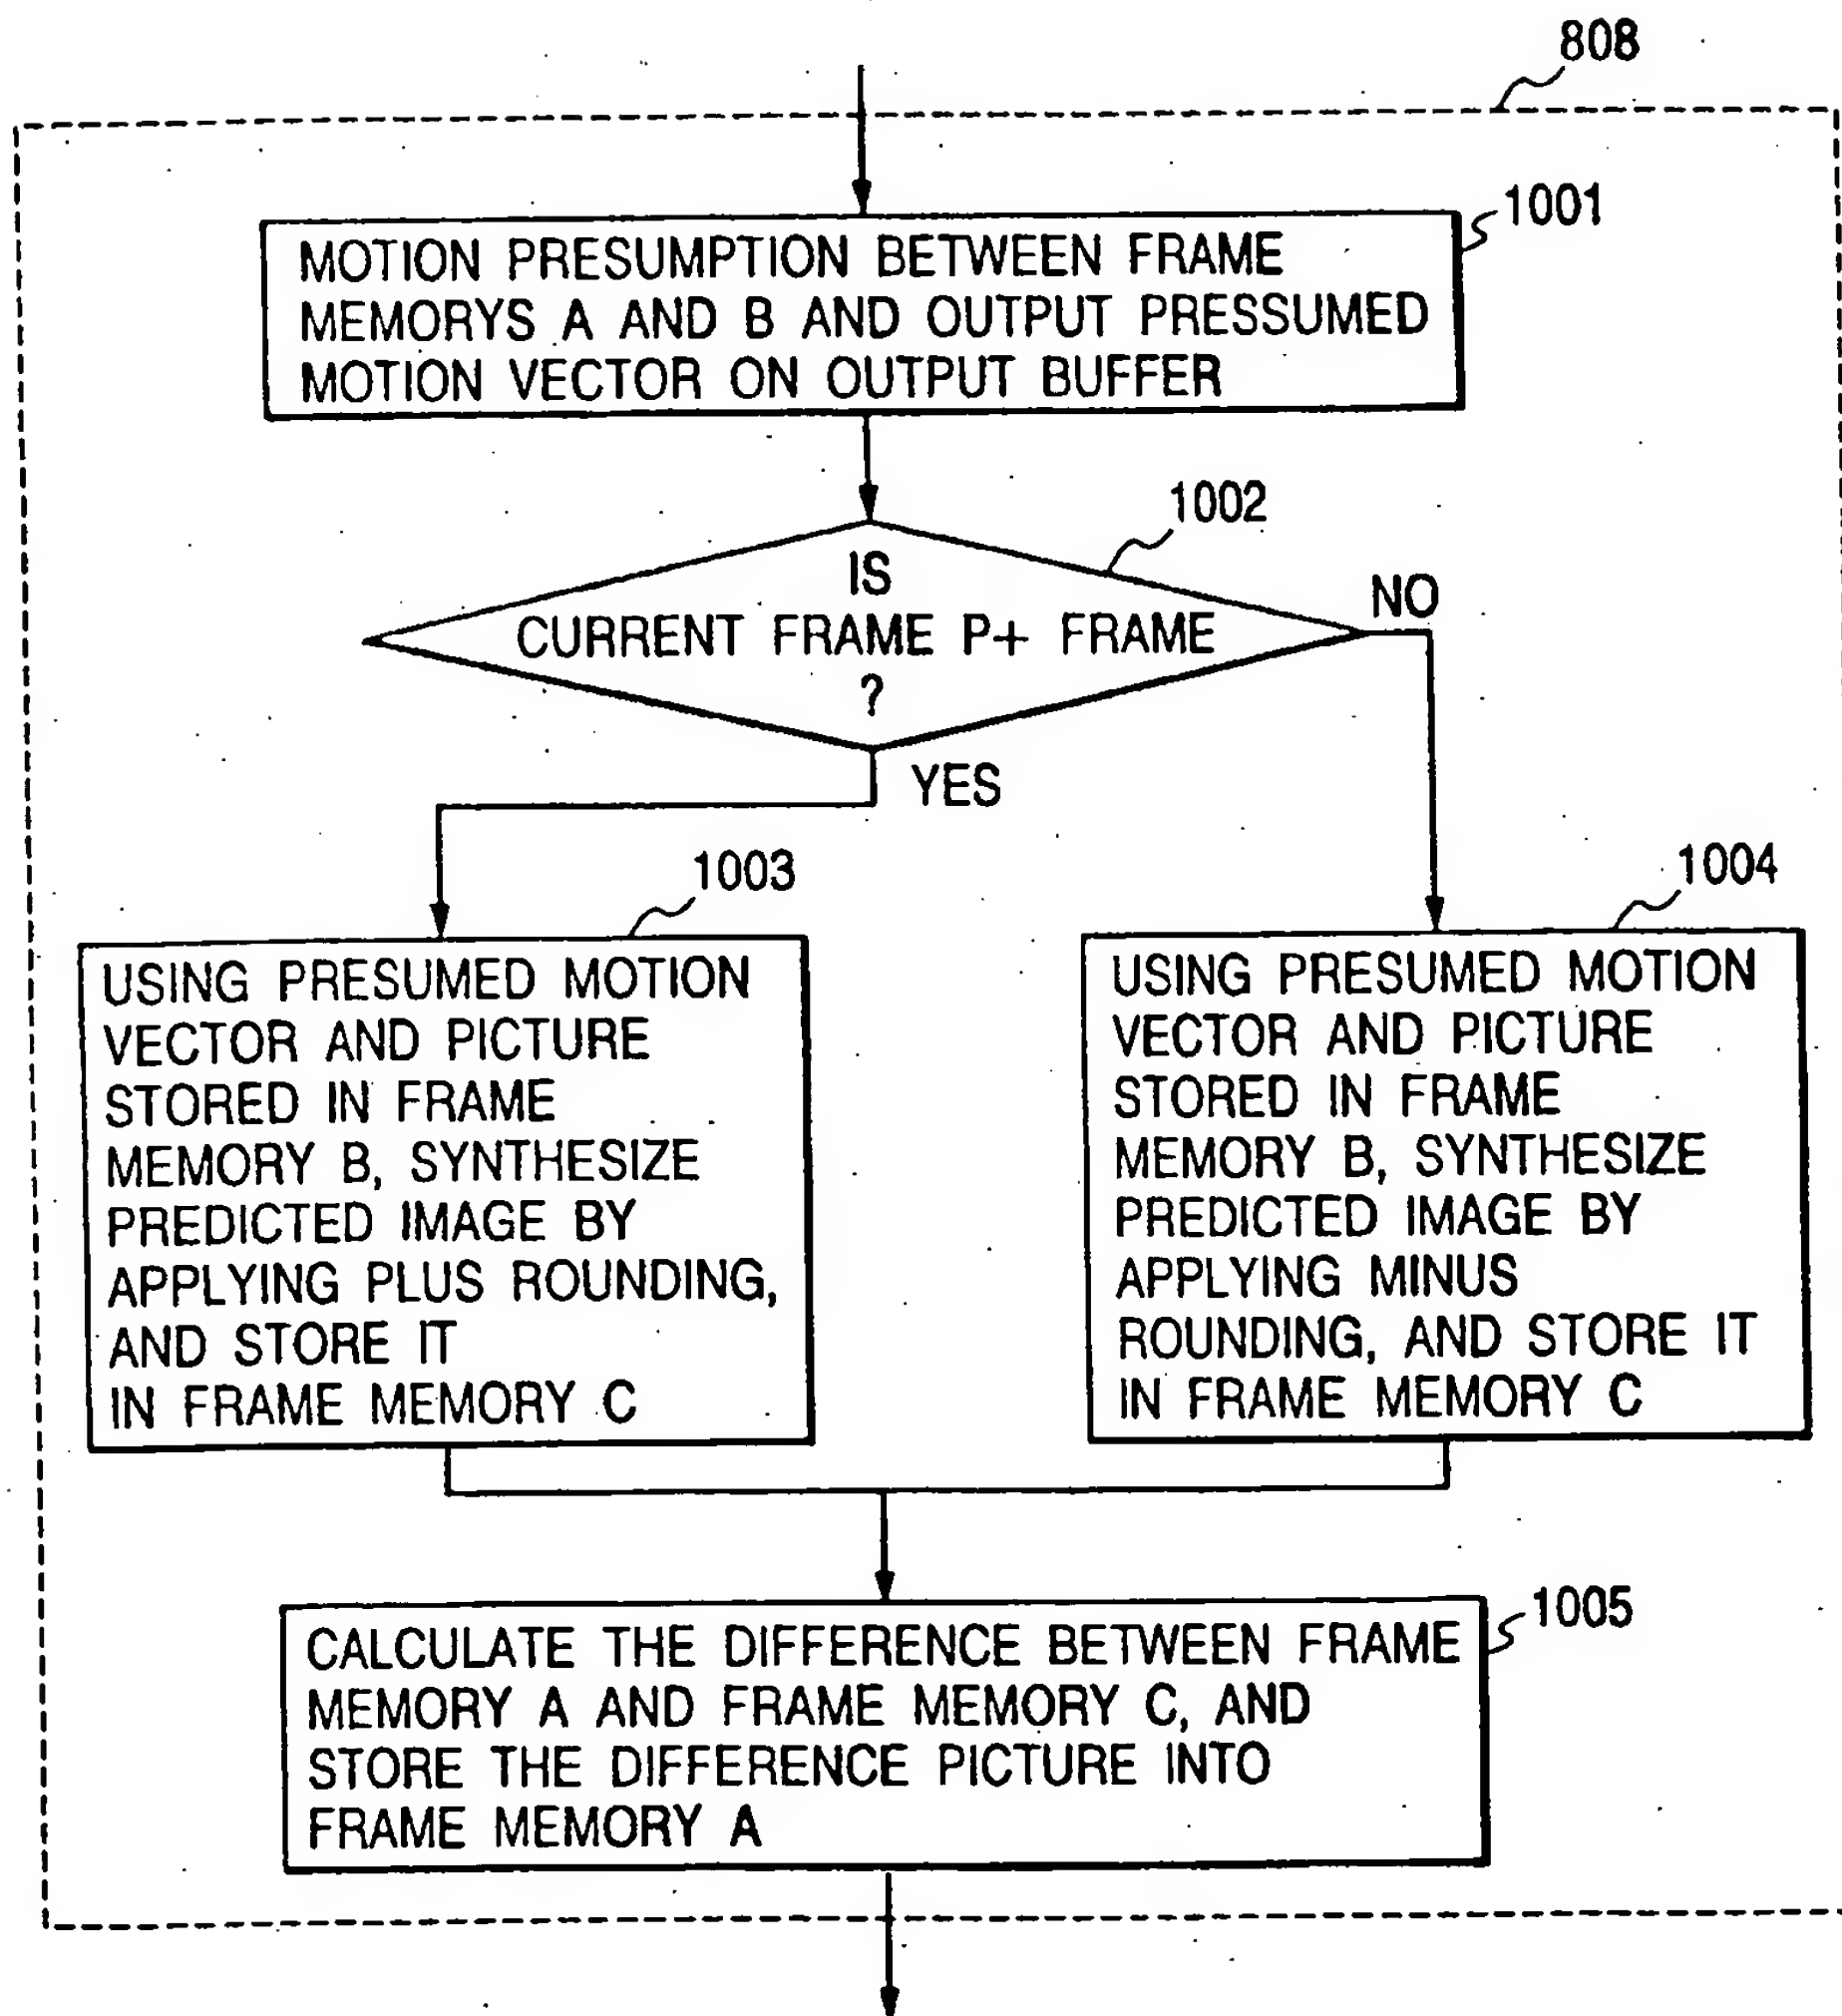 808
1001
MOTION PRESUMPTION BETWEEN FRAME
MEMORYS A AND B AND OUTPUT PRESSUMED
MOTION VECTOR ON OUTPUT BUFFER
1002
IS
CURRENT FRAME P+ FRAME
?
NO
YES
1003
USING PRESUMED MOTION
VECTOR AND PICTURE
STORED IN FRAME
MEMORY B, SYNTHESIZE
PREDICTED IMAGE BY
APPLYING PLUS ROUNDING,
AND STORE IT
IN FRAME MEMORY C
1004
USING PRESUMED MOTION
VECTOR AND PICTURE
STORED IN FRAME
MEMORY B, SYNTHESIZE
PREDICTED IMAGE BY
APPLYING MINUS
ROUNDING, AND STORE IT
IN FRAME MEMORY C
1005
CALCULATE THE DIFFERENCE BETWEEN FRAME
MEMORY A AND FRAME MEMORY C, AND
STORE THE DIFFERENCE PICTURE INTO
FRAME MEMORY A